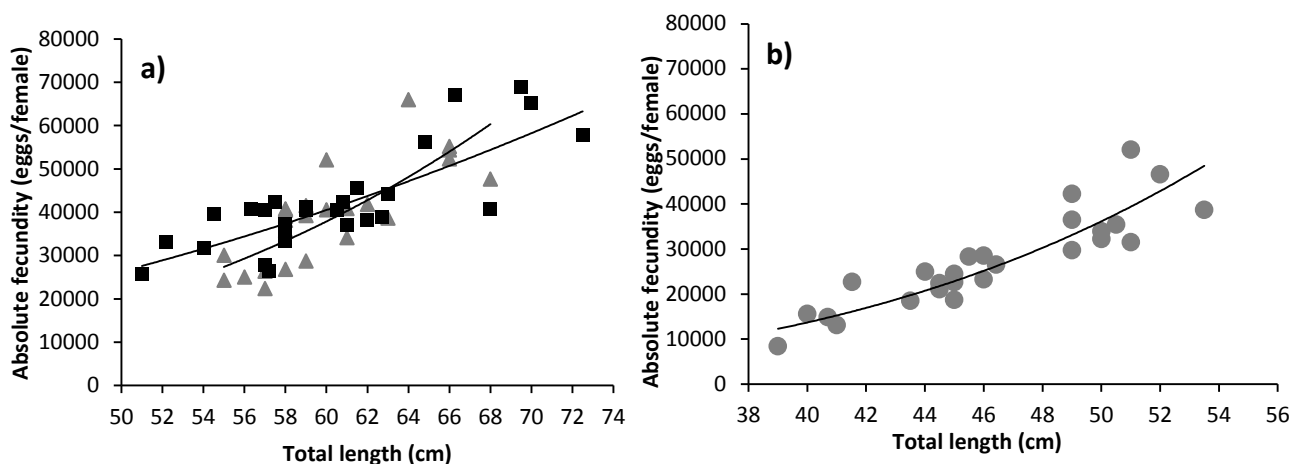 a)
Absolute fecundity (eggs/female)
80000
70000
60000
50000
40000
30000
20000
10000
0
50 52 54 56 58 60 62 64 66 68 70 72 74
Total length (cm)
b)
Absolute fecundity (eggs/female)
80000
70000
60000
50000
40000
30000
20000
10000
0
38 40 42 44 46 48 50 52 54 56
Total length (cm)